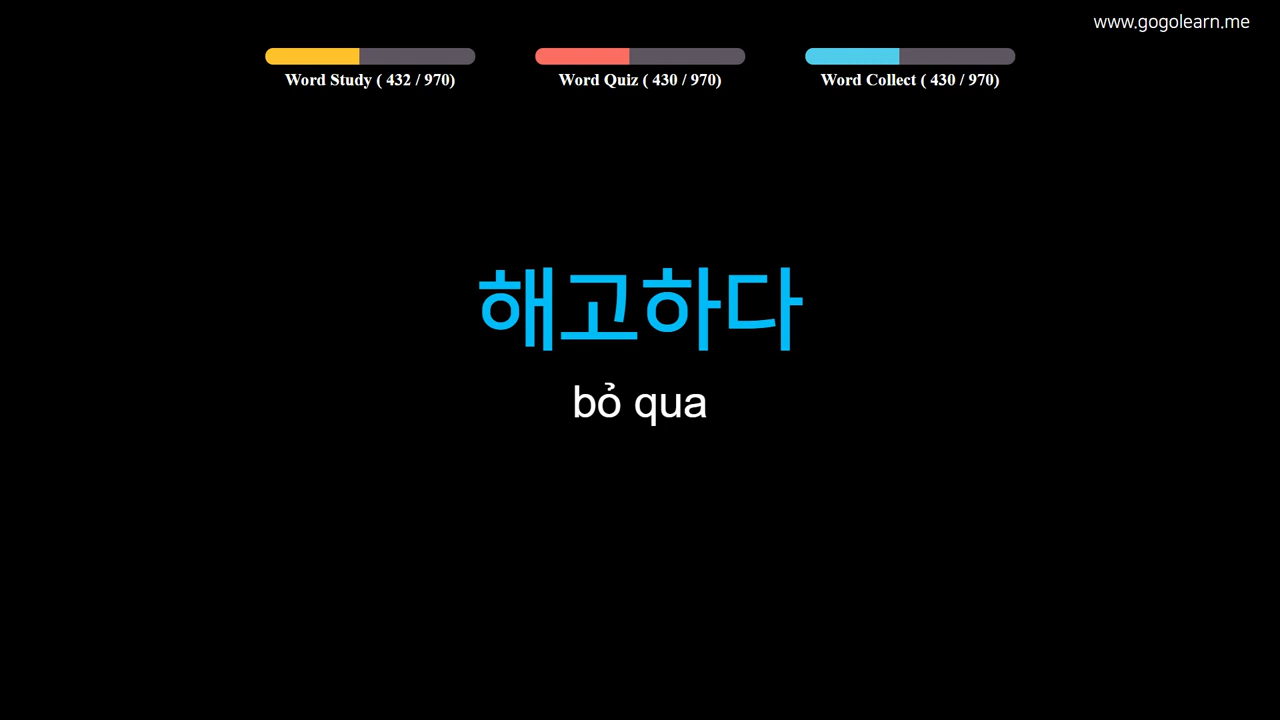 www.gogolearn.me
Word Study ( 432 / 970)
Word Quiz ( 430 / 970)
Word Collect ( 430 / 970)
해고하다
bỏ qua